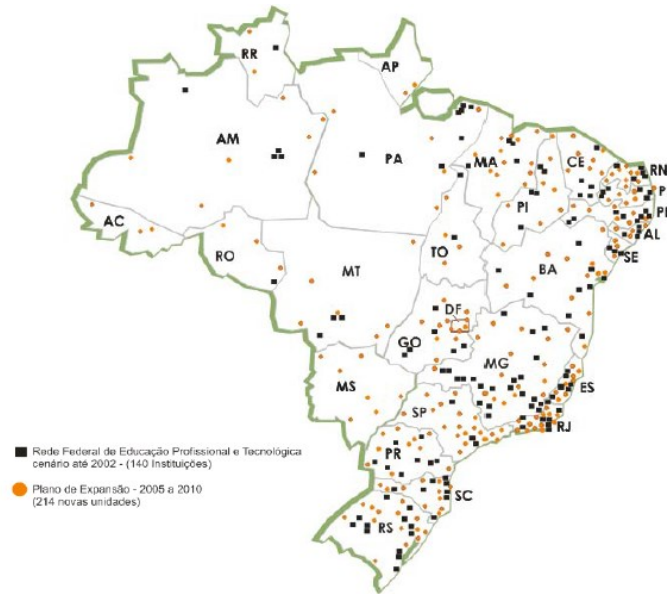 RR
AP
AM
PA
MA
CE
RN
P
PI
PE
AC
AL
TO
SE
RO
MT
BA
DF
GO
MG
MS
ES
SP
RJ
PR
SC
RS
Rede Federal de Educação Profissional e Tecnológica
cenário até 2002 - (140 Instituições)
Plano de Expansão - 2005 a 2010
(214 novas unidades)